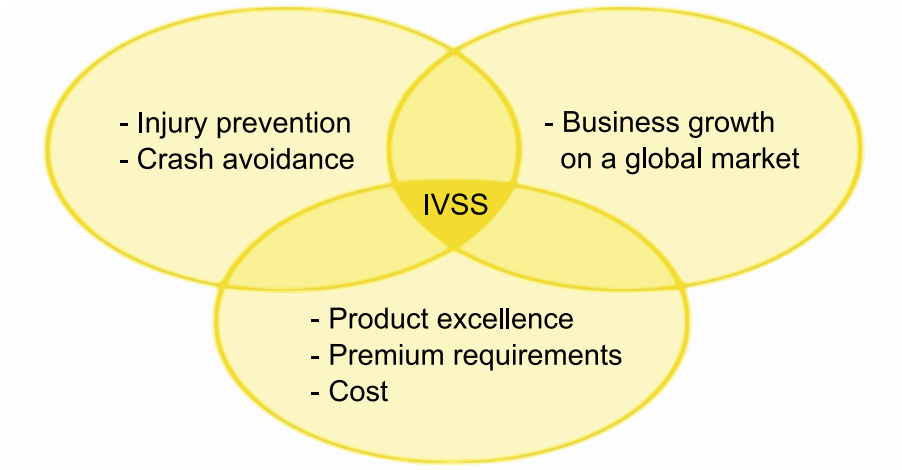 - Injury prevention
- Crash avoidance
- Business growth
on a global market
IVSS
- Product excellence
- Premium requirements
- Cost